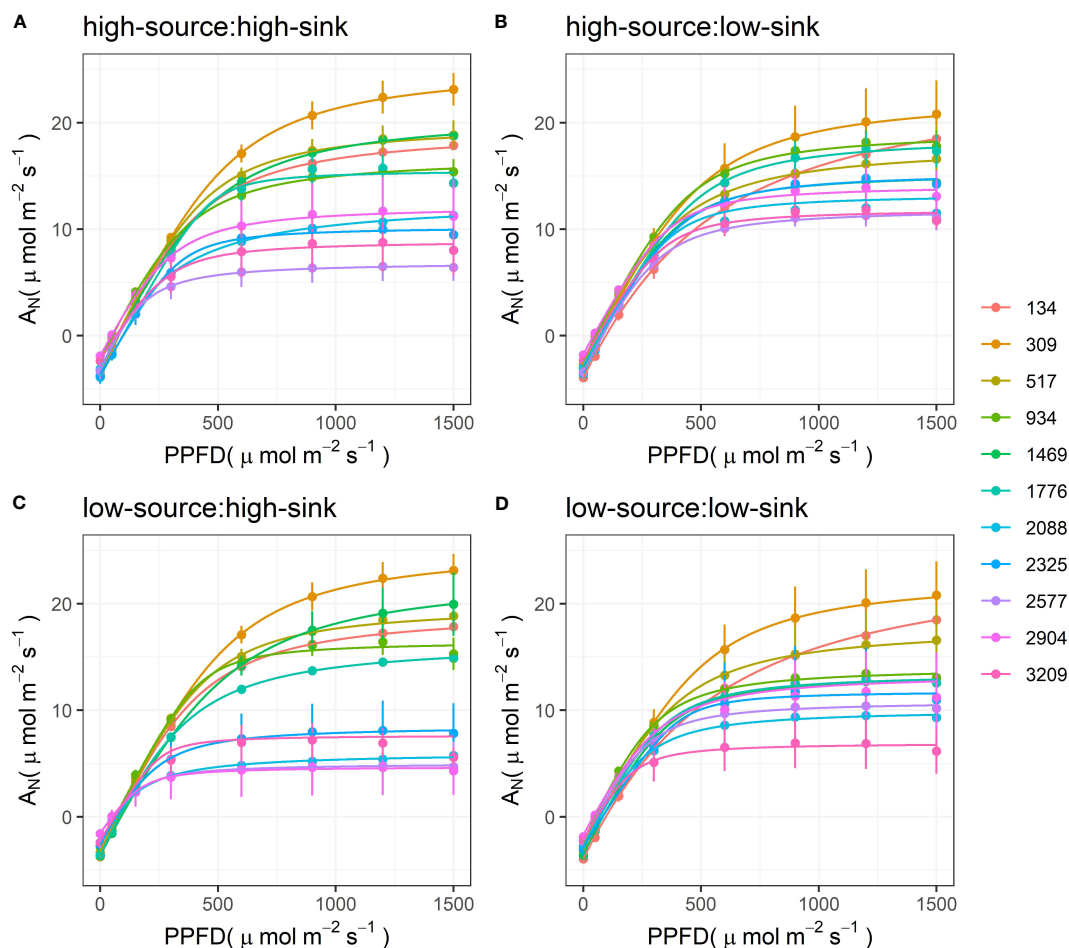 A high-source:high-sink
20
10
0
A_N( μ mol m⁻² s⁻¹ )
0 500 1000 1500
PPFD( μ mol m⁻² s⁻¹ )
B high-source:low-sink
20
10
0
A_N( μ mol m⁻² s⁻¹ )
0 500 1000 1500
PPFD( μ mol m⁻² s⁻¹ )
C low-source:high-sink
20
10
0
A_N( μ mol m⁻² s⁻¹ )
0 500 1000 1500
PPFD( μ mol m⁻² s⁻¹ )
D low-source:low-sink
20
10
0
A_N( μ mol m⁻² s⁻¹ )
0 500 1000 1500
PPFD( μ mol m⁻² s⁻¹ )
134
309
517
934
1469
1776
2088
2325
2577
2904
3209